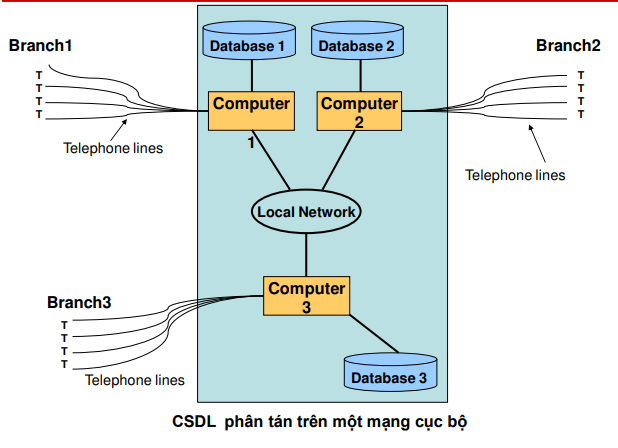 Branch1
Database 1
Database 2
Branch2
T
T
T
T
Computer
1
Computer
2
T
T
T
T
Telephone lines
Telephone lines
Local Network
Computer
3
Branch3
T
T
T
T
Telephone lines
Database 3
CSDL phân tán trên một mạng cục bộ